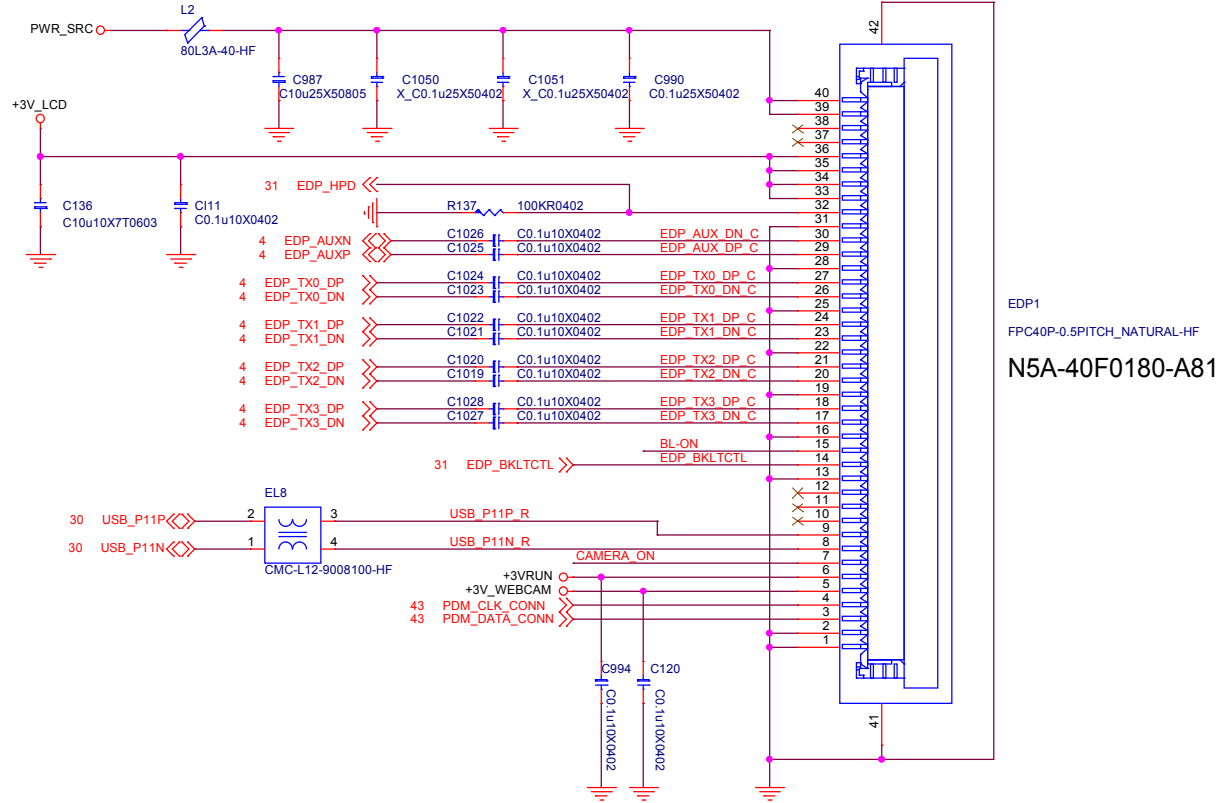 L2
PWR_SRC
80L3A-40-HF
42
C987
C10u25X50805
C1050
X_C0.1u25X50402
C1051
X_C0.1u25X50402
C990
C0.1u25X50402
+3V_LCD
C136
C10u10X7T0603
CI11
C0.1u10X0402
31 EDP_HPD
R137 100KR0402
4 EDP_AUXN C1026 C0.1u10X0402 EDP_AUX_DN_C
4 EDP_AUXP C1025 C0.1u10X0402 EDP_AUX_DP_C
4 EDP_TX0_DP C1024 C0.1u10X0402 EDP_TX0_DP_C
4 EDP_TX0_DN C1023 C0.1u10X0402 EDP_TX0_DN_C
4 EDP_TX1_DP C1022 C0.1u10X0402 EDP_TX1_DP_C
4 EDP_TX1_DN C1021 C0.1u10X0402 EDP_TX1_DN_C
4 EDP_TX2_DP C1020 C0.1u10X0402 EDP_TX2_DP_C
4 EDP_TX2_DN C1019 C0.1u10X0402 EDP_TX2_DN_C
4 EDP_TX3_DP C1028 C0.1u10X0402 EDP_TX3_DP_C
4 EDP_TX3_DN C1027 C0.1u10X0402 EDP_TX3_DN_C
BL-ON
31 EDP_BKLTCTL EDP_BKLTCTL
EL8
30 USB_P11P 2 3 USB_P11P_R
30 USB_P11N 1 4 USB_P11N_R
CMC-L12-9008100-HF
CAMERA_ON
+3VRUN
+3V_WEBCAM
43 PDM_CLK_CONN
43 PDM_DATA_CONN
C994
C0.1u10X0402
C120
C0.1u10X0402
40
39
38
37
36
35
34
33
32
31
30
29
28
27
26
25
24
23
22
21
20
19
18
17
16
15
14
13
12
11
10
9
8
7
6
5
4
3
2
1
41
EDP1
FPC40P-0.5PITCH_NATURAL-HF
N5A-40F0180-A81